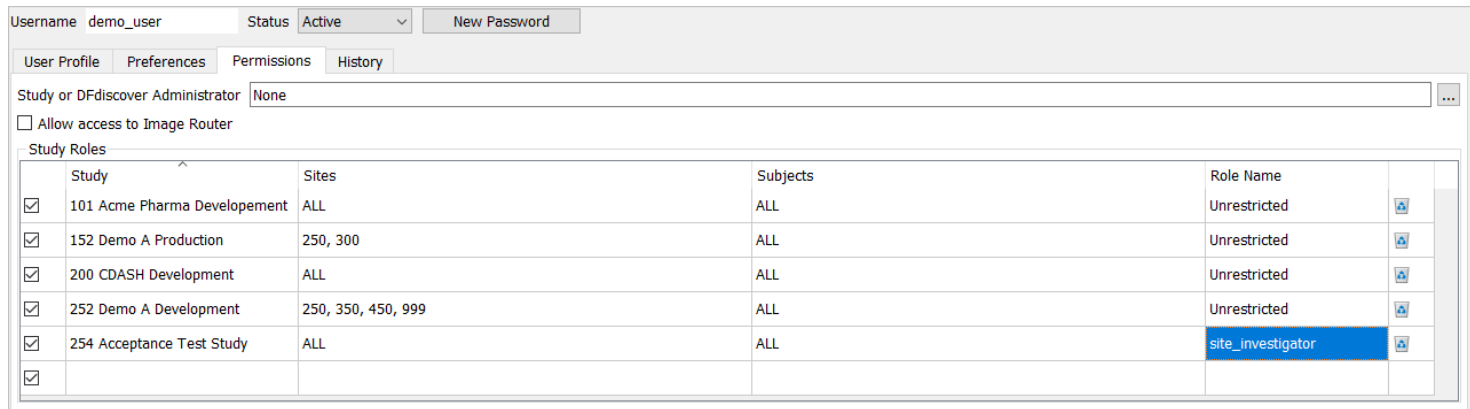 Username demo_user Status Active New Password
User Profile Preferences Permissions History
Study or DFdiscover Administrator None ...
Allow access to Image Router
Study Roles
Study Sites Subjects Role Name
101 Acme Pharma Developement ALL ALL Unrestricted
152 Demo A Production 250, 300 ALL Unrestricted
200 CDASH Development ALL ALL Unrestricted
252 Demo A Development 250, 350, 450, 999 ALL Unrestricted
254 Acceptance Test Study ALL ALL site_investigator